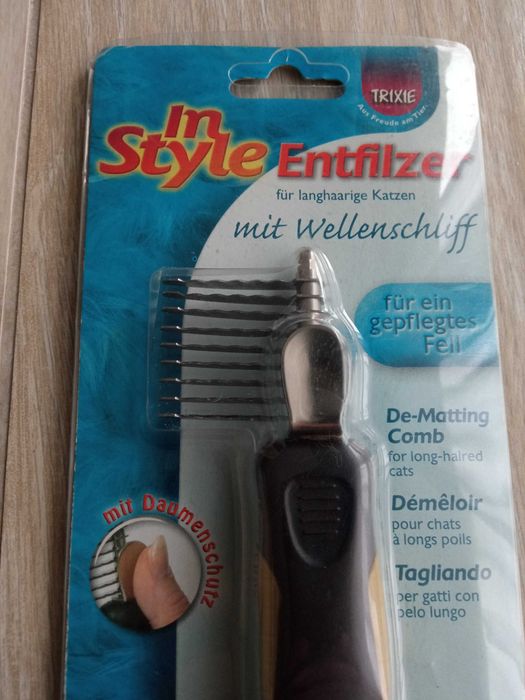 TRIXIE
Aus Freude am Tier.
In
Style Entfilzer
für langhaarige Katzen
mit Wellenschliff
für ein
gepflegtes
Fell
De-Matting
Comb
for long-haired
cats
Démêloir
pour chats
à longs poils
Tagliando
per gatti con
pelo lungo
mit Daumenschutz